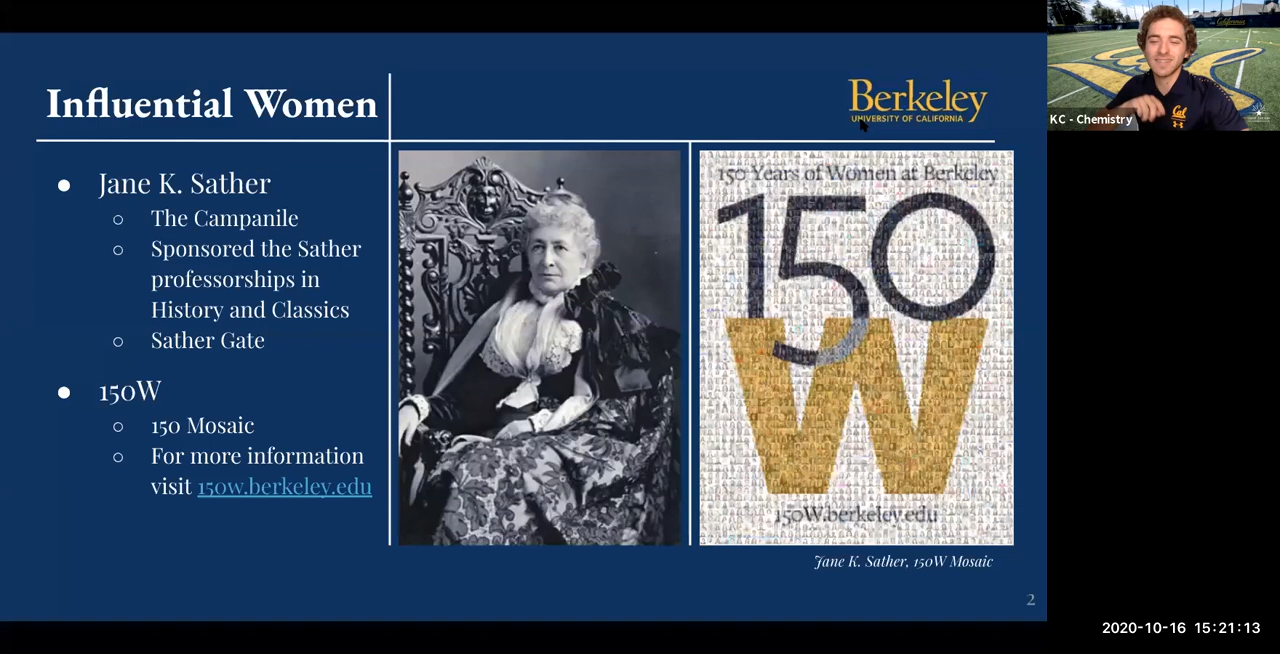 Influential Women
Berkeley
UNIVERSITY OF CALIFORNIA
Jane K. Sather
The Campanile
Sponsored the Sather
professorships in
History and Classics
Sather Gate
150W
150 Mosaic
For more information
visit 150w.berkeley.edu
150 Years of Women at Berkeley
150
W
150W.berkeley.edu
Jane K. Sather, 150W Mosaic
2
California
Cal
KC - Chemistry
2020-10-16 15:21:13